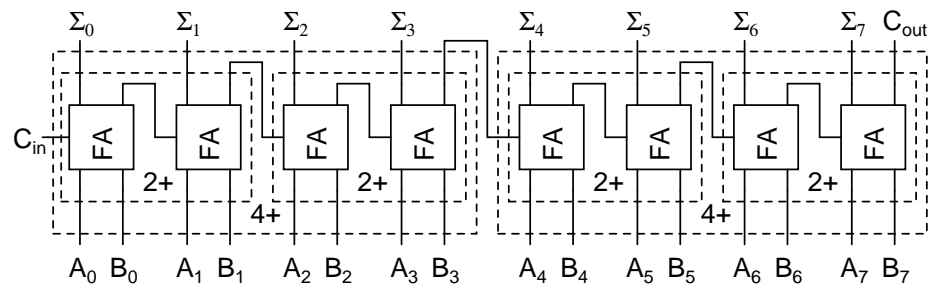 Σ₀ Σ₁ Σ₂ Σ₃ Σ₄ Σ₅ Σ₆ Σ₇ Cout
Cin FA FA FA FA FA FA FA FA
2+ 2+ 2+ 2+
4+ 4+
A₀ B₀ A₁ B₁ A₂ B₂ A₃ B₃ A₄ B₄ A₅ B₅ A₆ B₆ A₇ B₇